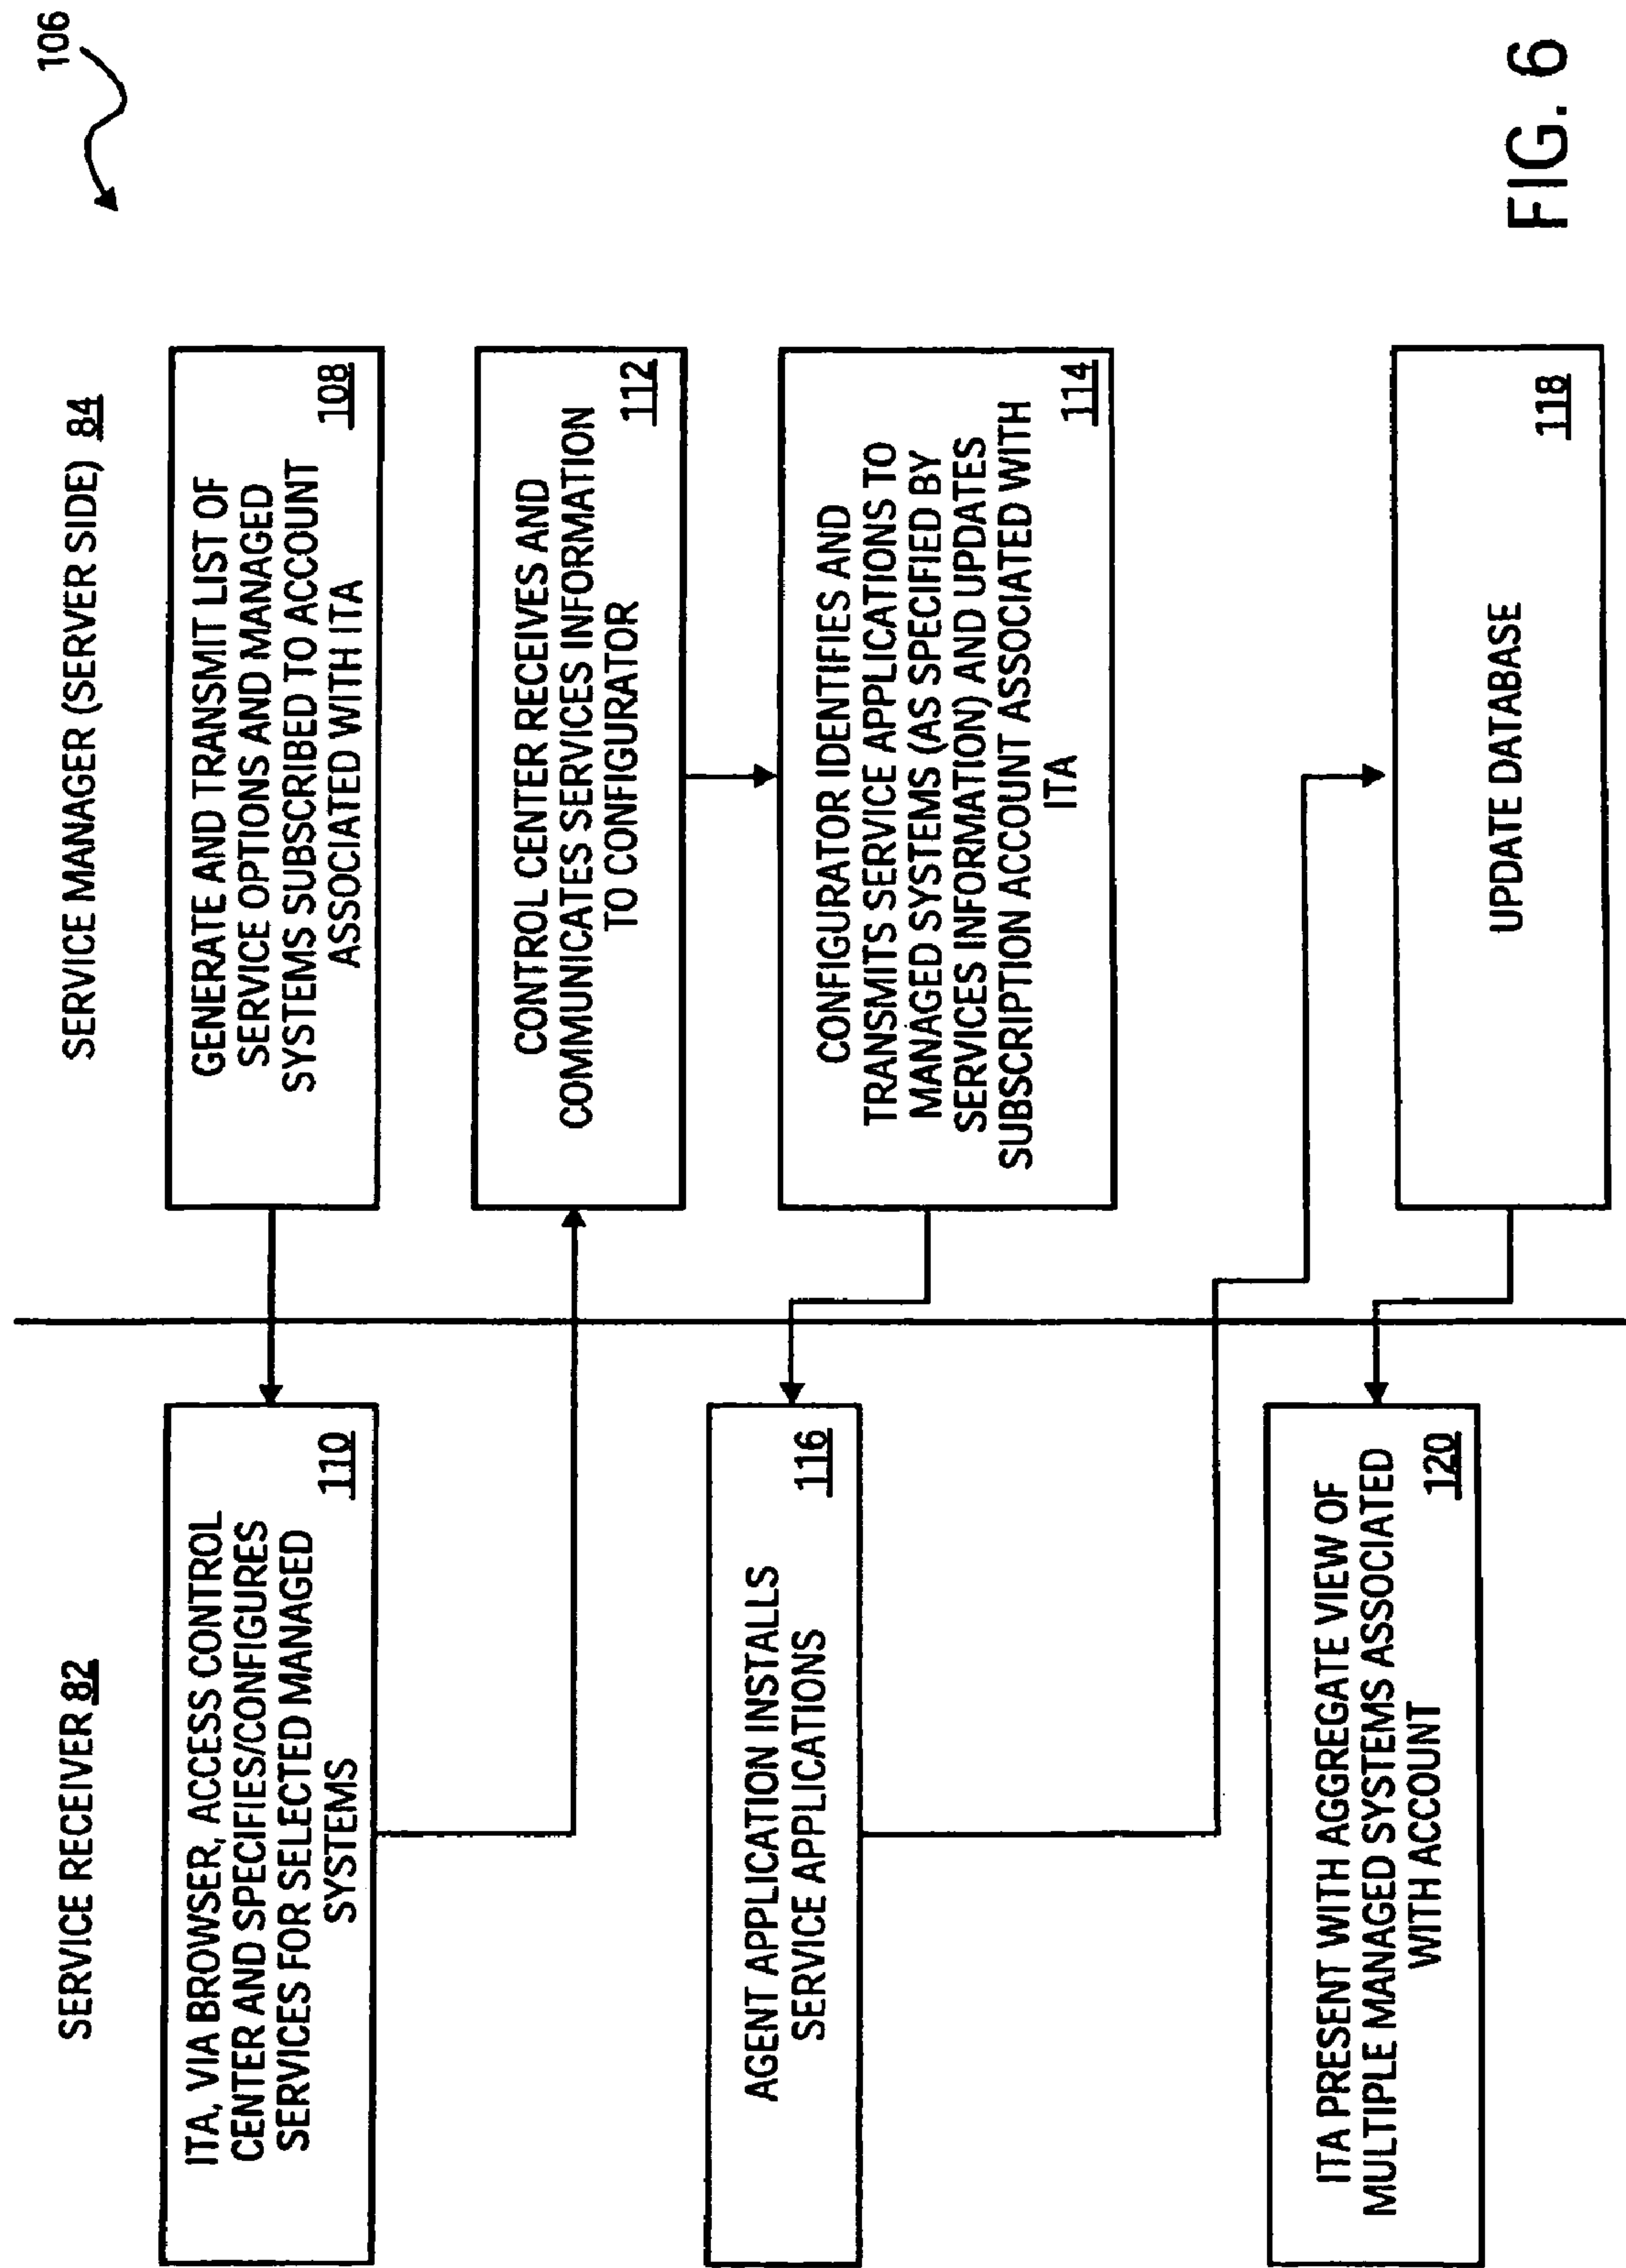 106
SERVICE RECEIVER 82
SERVICE MANAGER (SERVER SIDE) 84
GENERATE AND TRANSMIT LIST OF
SERVICE OPTIONS AND MANAGED
SYSTEMS SUBSCRIBED TO ACCOUNT
ASSOCIATED WITH ITA
108
ITA, VIA BROWSER, ACCESS CONTROL
CENTER AND SPECIFIES/CONFIGURES
SERVICES FOR SELECTED MANAGED
SYSTEMS
110
CONTROL CENTER RECEIVES AND
COMMUNICATES SERVICES INFORMATION
TO CONFIGURATOR
112
CONFIGURATOR IDENTIFIES AND
TRANSMITS SERVICE APPLICATIONS TO
MANAGED SYSTEMS (AS SPECIFIED BY
SERVICES INFORMATION) AND UPDATES
SUBSCRIPTION ACCOUNT ASSOCIATED WITH
ITA
114
AGENT APPLICATION INSTALLS
SERVICE APPLICATIONS
116
UPDATE DATABASE
118
ITA PRESENT WITH AGGREGATE VIEW OF
MULTIPLE MANAGED SYSTEMS ASSOCIATED
WITH ACCOUNT
120
FIG. 6